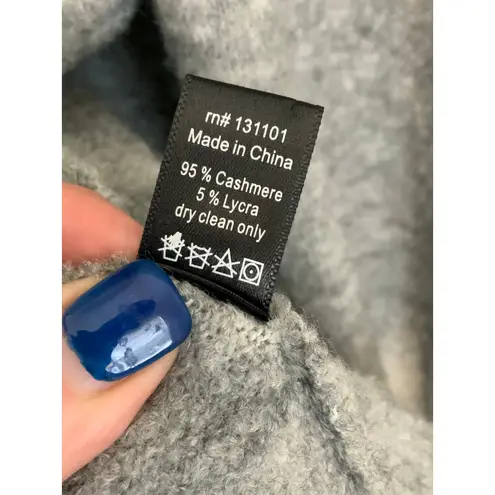 rn# 131101
Made in China
95 % Cashmere
5 % Lycra
dry clean only